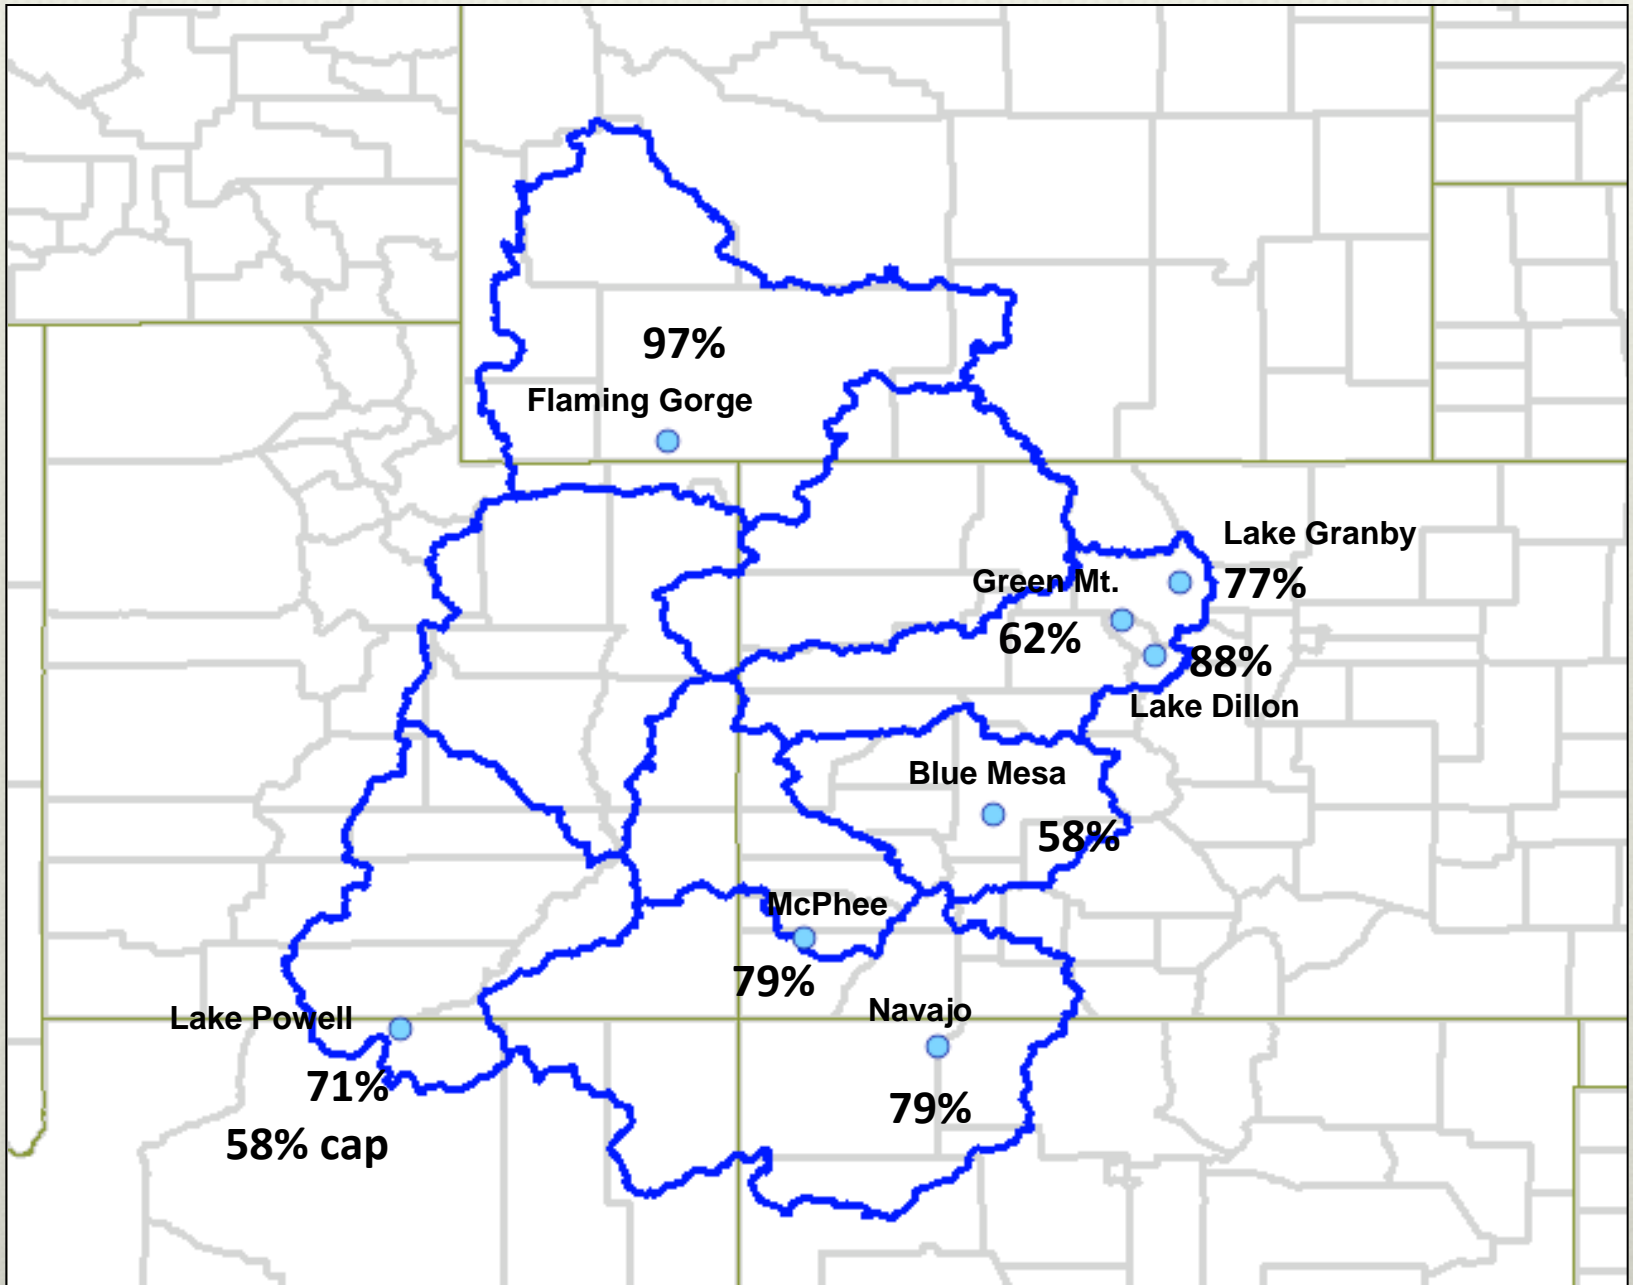 97%
Flaming Gorge
Lake Granby
77%
Green Mt.
62%
88%
Lake Dillon
Blue Mesa
58%
McPhee
79%
Navajo
79%
Lake Powell
71%
58% cap